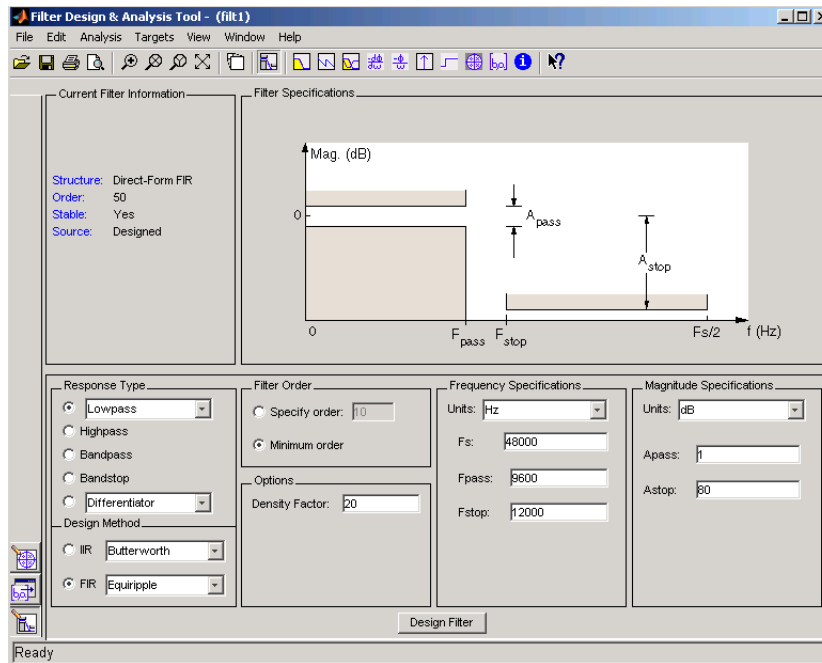 Filter Design & Analysis Tool - (filt1)
File Edit Analysis Targets View Window Help
Current Filter Information
Structure: Direct-Form FIR
Order: 50
Stable: Yes
Source: Designed
Filter Specifications
Mag. (dB)
0
Apass
Astop
0
Fpass
Fstop
Fs/2
f (Hz)
Response Type
Lowpass
Highpass
Bandpass
Bandstop
Differentiator
Design Method
IIR Butterworth
FIR Equiripple
Filter Order
Specify order: 10
Minimum order
Options
Density Factor: 20
Frequency Specifications
Units: Hz
Fs: 48000
Fpass: 9600
Fstop: 12000
Magnitude Specifications
Units: dB
Apass: 1
Astop: 80
Design Filter
Ready